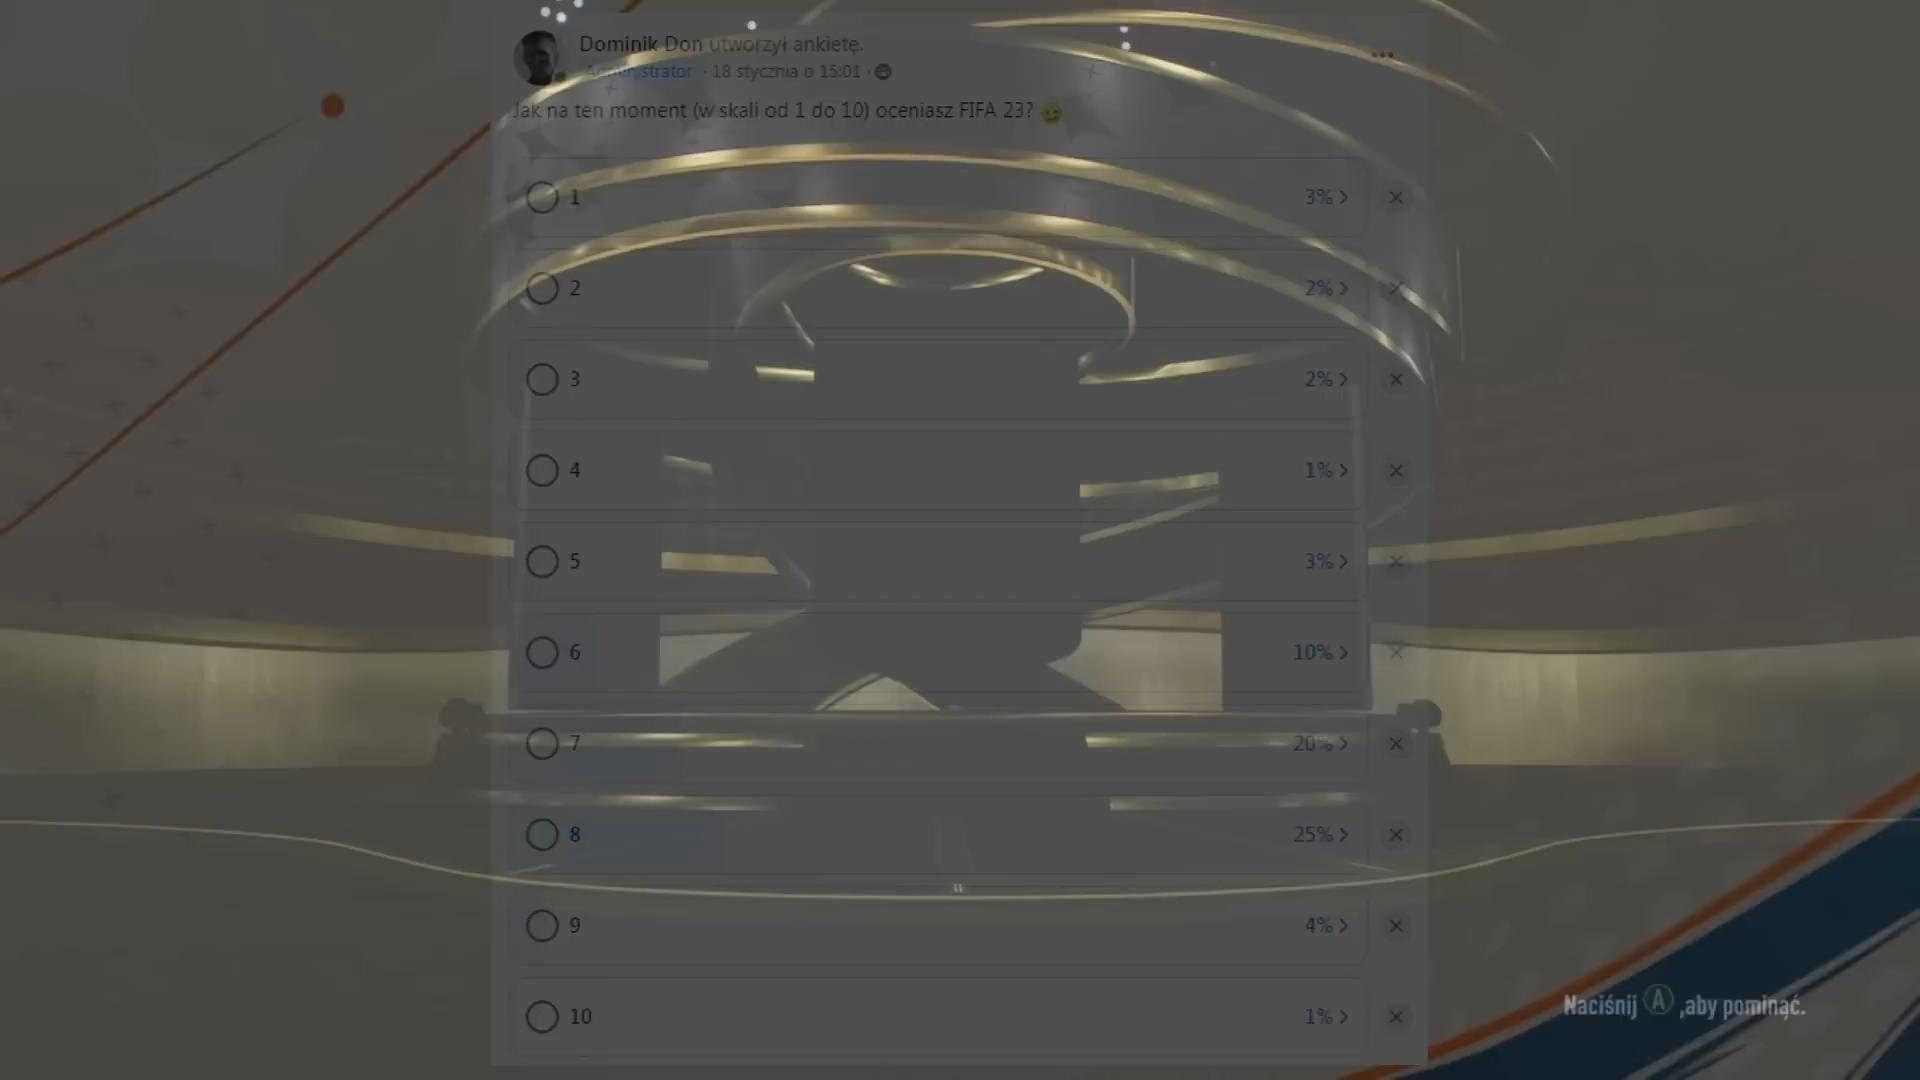 Dominik Don utworzył ankietę.
Administrator · 18 stycznia o 15:01 ·
Jak na ten moment (w skali od 1 do 10) oceniasz FIFA 23?
1 3%
2 2%
3 2%
4 1%
5 3%
6 10%
7 20%
8 25%
9 4%
10 1%
Naciśnij A ,aby pominąć.